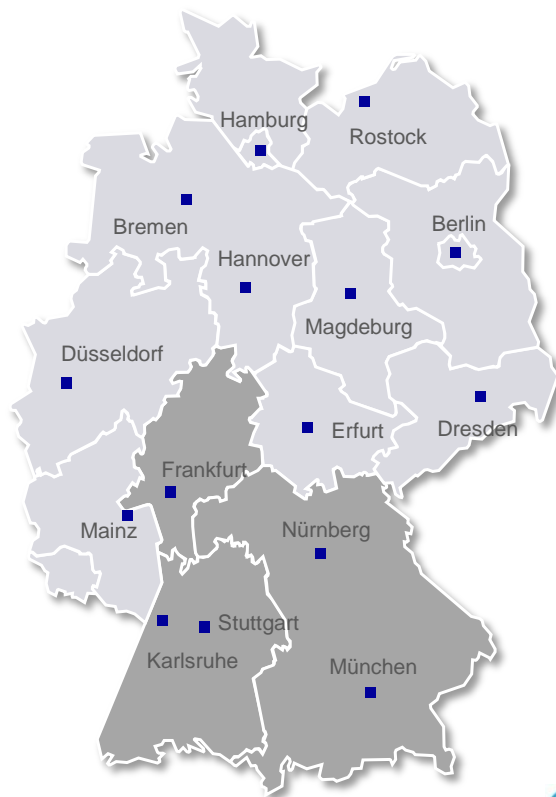 Hamburg
Rostock
Bremen
Berlin
Hannover
Magdeburg
Düsseldorf
Erfurt
Dresden
Frankfurt
Mainz
Nürnberg
Stuttgart
Karlsruhe
München